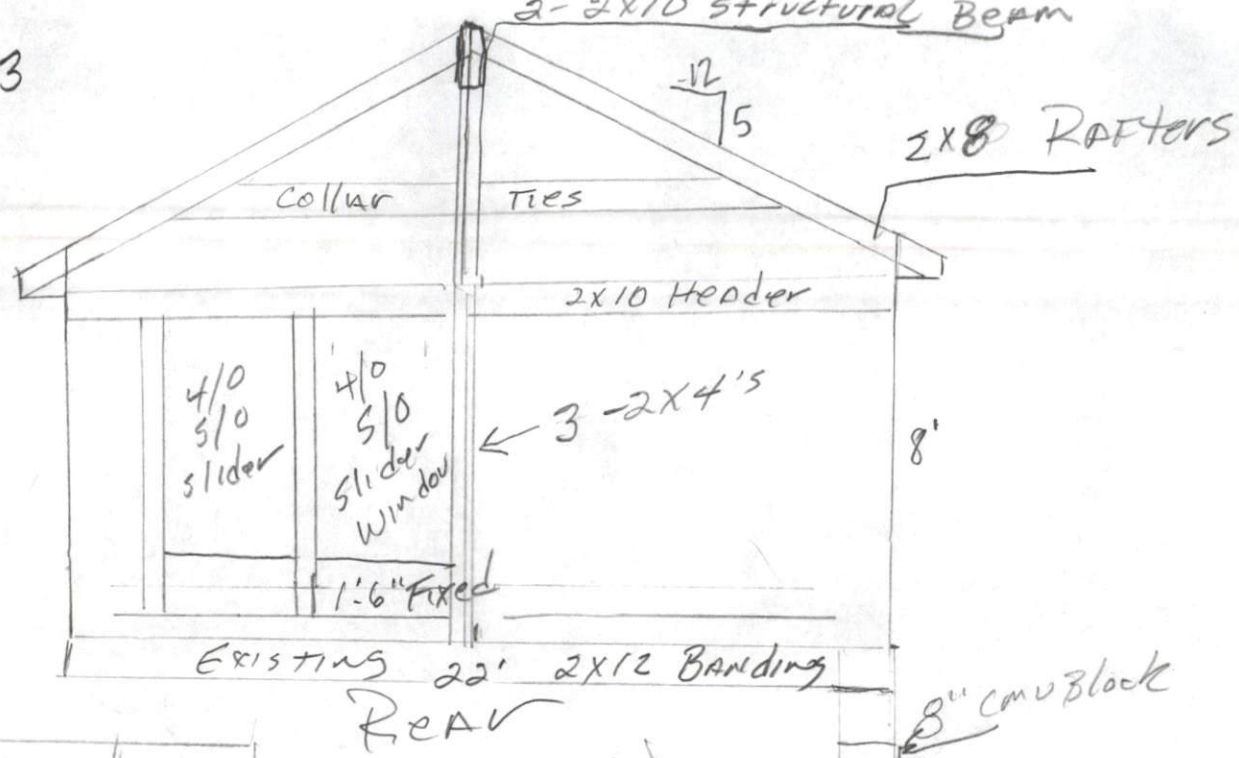 2- 2x10 Structural Beam
3
-12
5
2x8 Rafters
Collar Ties
2x10 Header
4/0
5/0
slider
4/0
5/0
slider
window
3 -2x4's
8'
1'-6" Fixed
Existing 22' 2x12 Banding
Rear
8" CMU Block